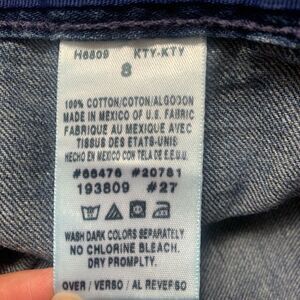 H6809 KTY-KTY
8
100% COTTON/COTON/ALGODON
MADE IN MEXICO OF U.S. FABRIC
FABRIQUE AU MEXIQUE AVEC
TISSUS DES ETATS-UNIS
HECHO EN MEXICO CON TELA DE E.E.U.U.
#66476 #20781
193809 #27
WASH DARK COLORS SEPARATELY
NO CHLORINE BLEACH.
DRY PROMPLTY.
OVER / VERSO / AL REVERSO